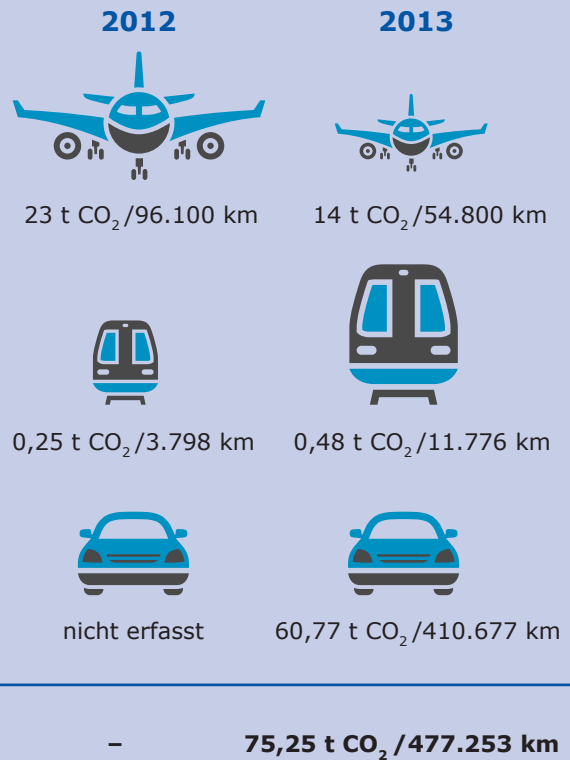 2012 2013
23 t CO₂/96.100 km 14 t CO₂/54.800 km
0,25 t CO₂/3.798 km 0,48 t CO₂/11.776 km
nicht erfasst 60,77 t CO₂/410.677 km
– 75,25 t CO₂/477.253 km